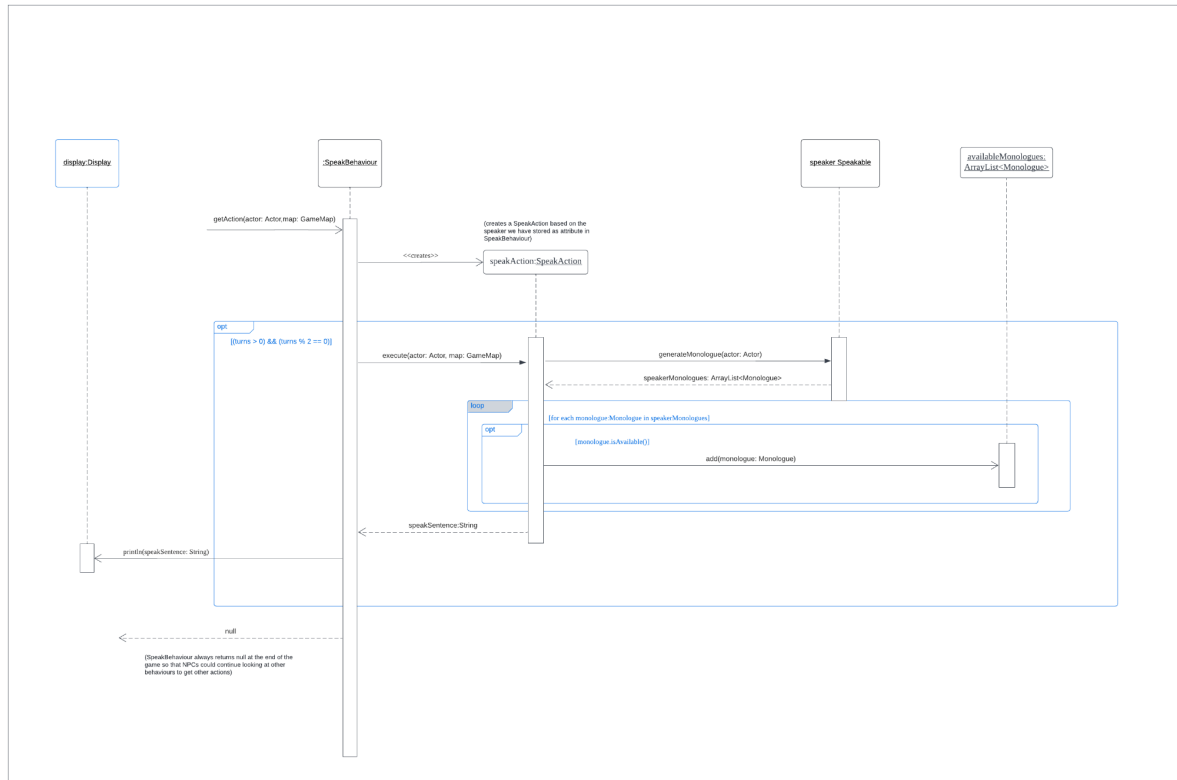 display:Display
:SpeakBehaviour
speaker:Speakable
availableMonologues:
ArrayList<Monologue>
getAction(actor: Actor,map: GameMap)
(creates a SpeakAction based on the
speaker we have stored as attribute in
SpeakBehaviour)
<<creates>>
speakAction:SpeakAction
opt
[(turns > 0) && (turns % 2 == 0)]
execute(actor: Actor, map: GameMap)
generateMonologue(actor: Actor)
speakerMonologues: ArrayList<Monologue>
loop
[for each monologue:Monologue in speakerMonologues]
opt
[monologue.isAvailable()]
add(monologue: Monologue)
speakSentence:String
println(speakSentence: String)
null
(SpeakBehaviour always returns null at the end of the
game so that NPCs could continue looking at other
behaviours to get other actions)